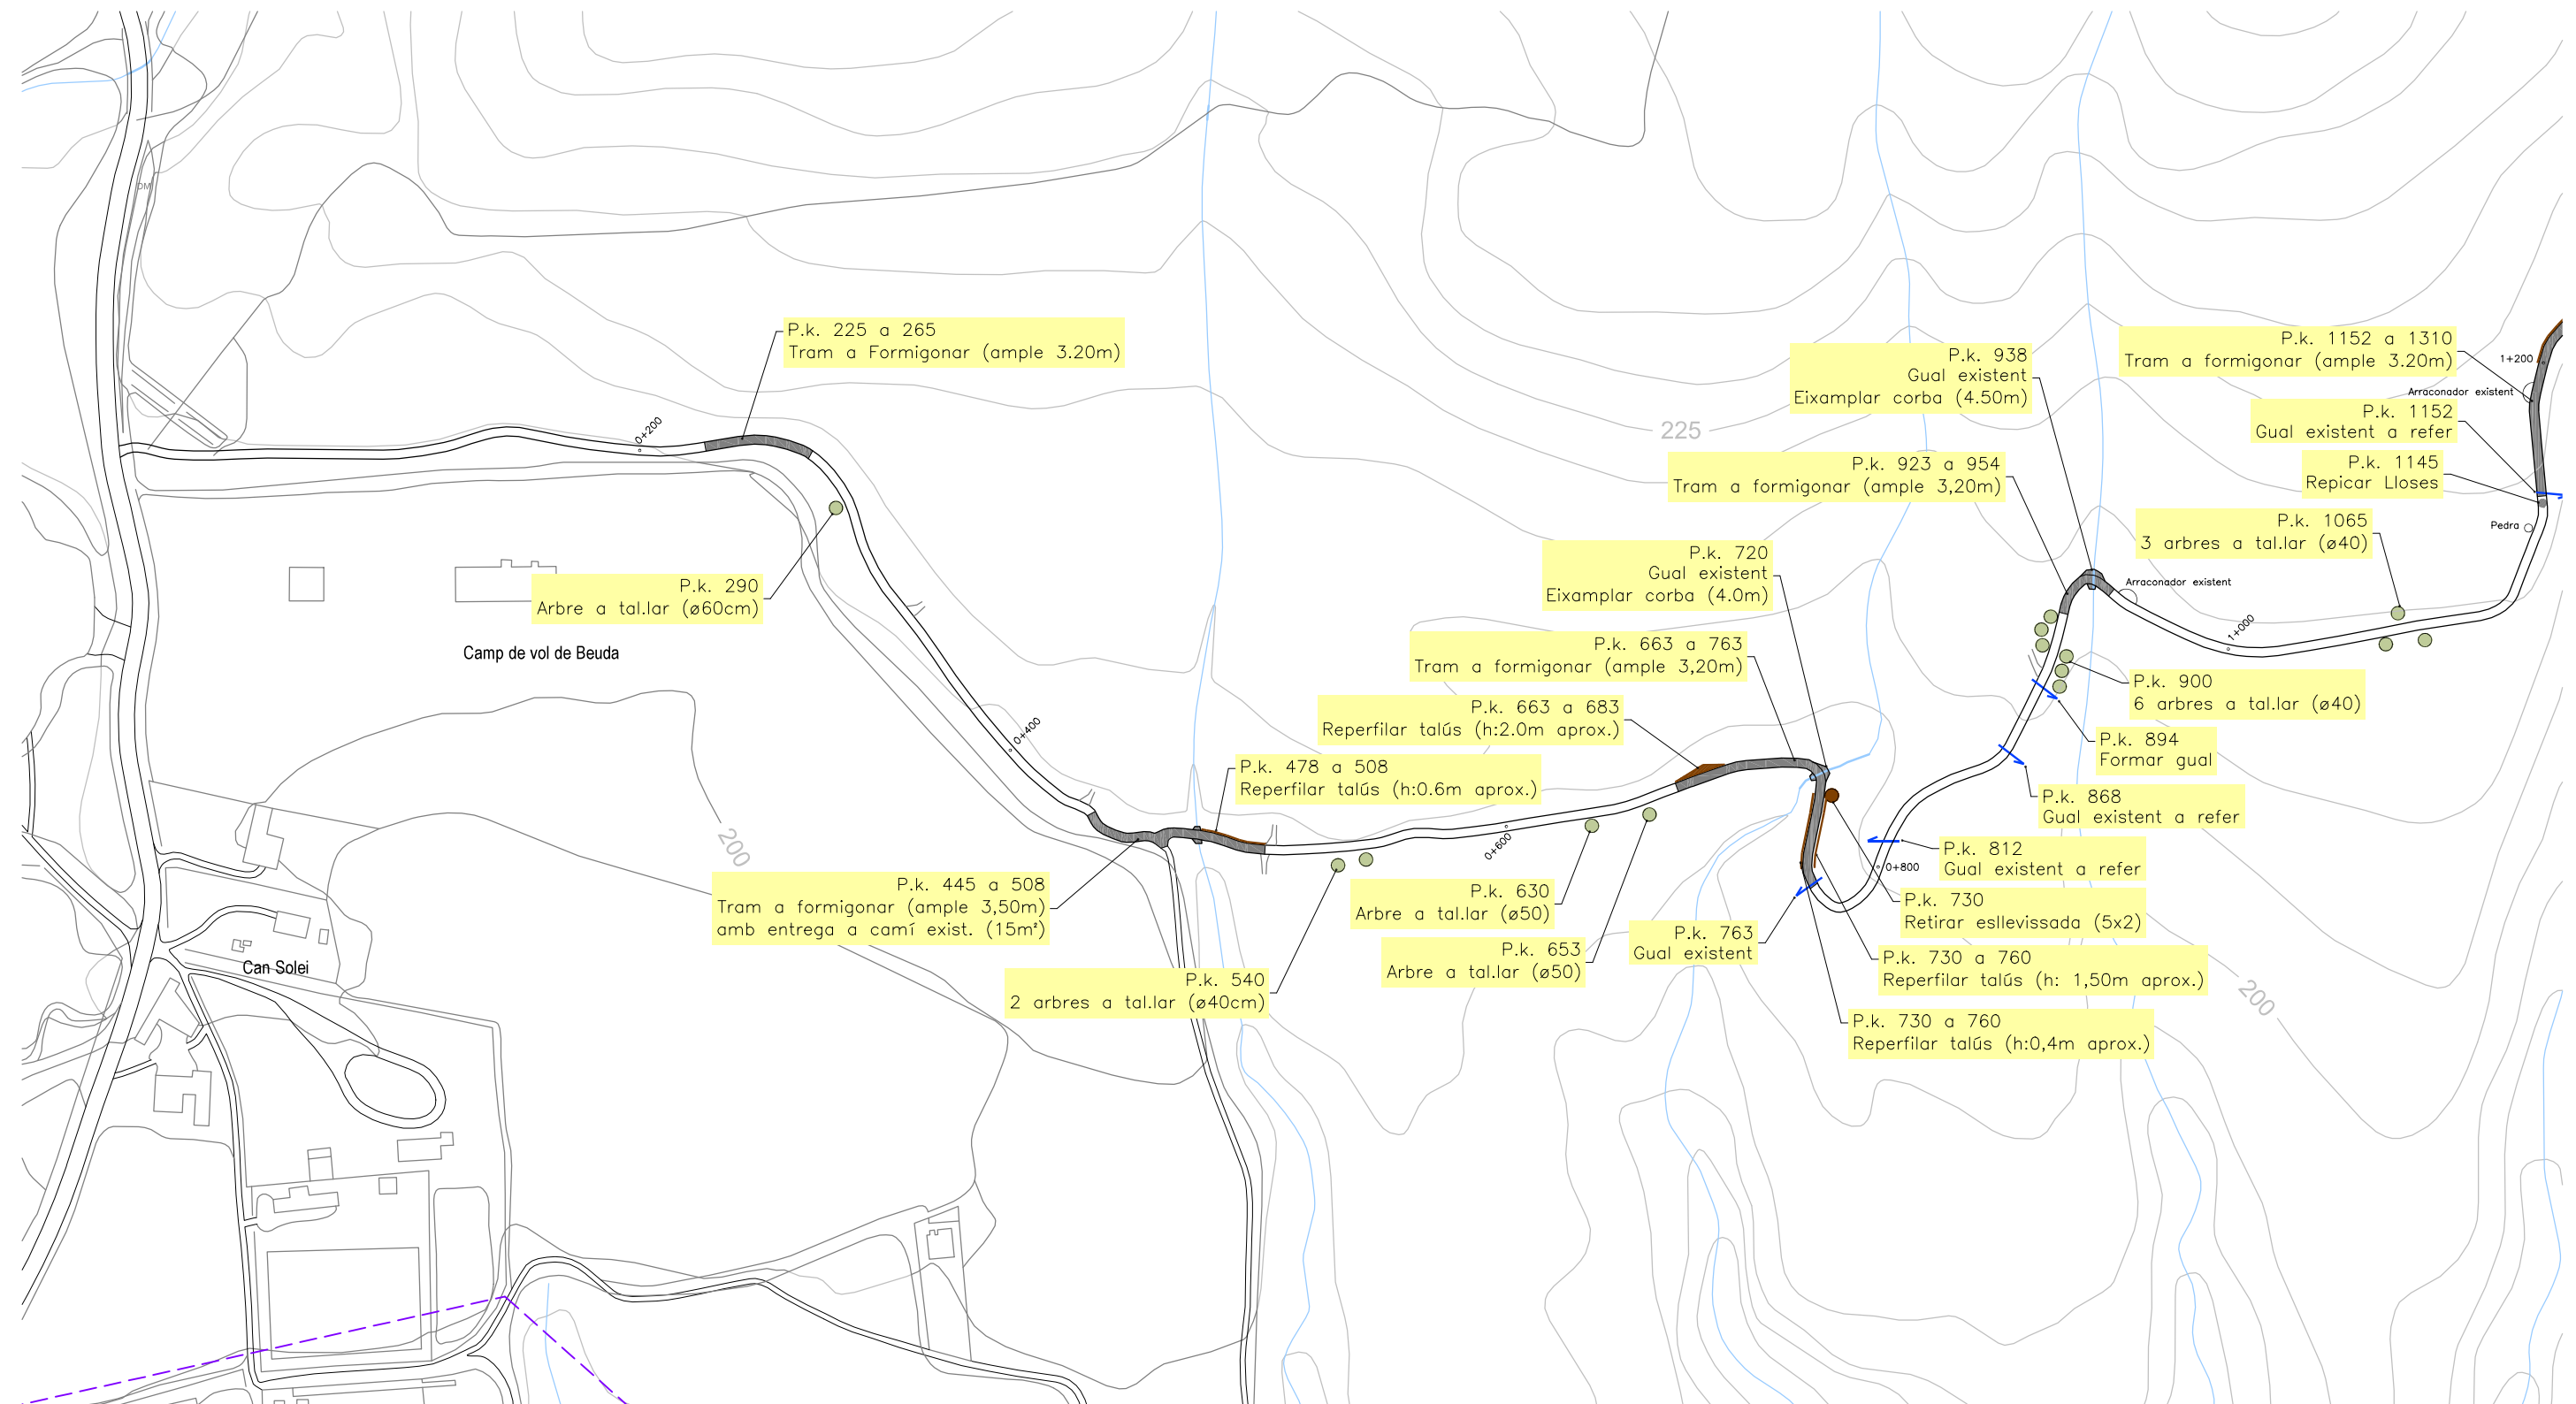 DM
P.k. 225 a 265
Tram a Formigonar (ample 3.20m)
0+200
P.k. 290
Arbre a tal.lar (ø60cm)
Camp de vol de Beuda
Can Solei
200
0+400
P.k. 445 a 508
Tram a formigonar (ample 3,50m)
amb entrega a camí exist. (15m²)
P.k. 478 a 508
Reperfilar talús (h:0.6m aprox.)
P.k. 540
2 arbres a tal.lar (ø40cm)
0+600
P.k. 630
Arbre a tal.lar (ø50)
P.k. 653
Arbre a tal.lar (ø50)
P.k. 663 a 683
Reperfilar talús (h:2.0m aprox.)
P.k. 663 a 763
Tram a formigonar (ample 3,20m)
P.k. 720
Gual existent
Eixamplar corba (4.0m)
225
P.k. 763
Gual existent
P.k. 730 a 760
Reperfilar talús (h:0,4m aprox.)
P.k. 730 a 760
Reperfilar talús (h: 1,50m aprox.)
P.k. 730
Retirar esllevissada (5x2)
0+800
P.k. 812
Gual existent a refer
P.k. 868
Gual existent a refer
P.k. 894
Formar gual
P.k. 900
6 arbres a tal.lar (ø40)
200
P.k. 923 a 954
Tram a formigonar (ample 3,20m)
P.k. 938
Gual existent
Eixamplar corba (4.50m)
Arraconador existent
1+000
P.k. 1065
3 arbres a tal.lar (ø40)
Pedra
P.k. 1145
Repicar Lloses
P.k. 1152
Gual existent a refer
Arraconador existent
P.k. 1152 a 1310
Tram a formigonar (ample 3.20m)
1+200